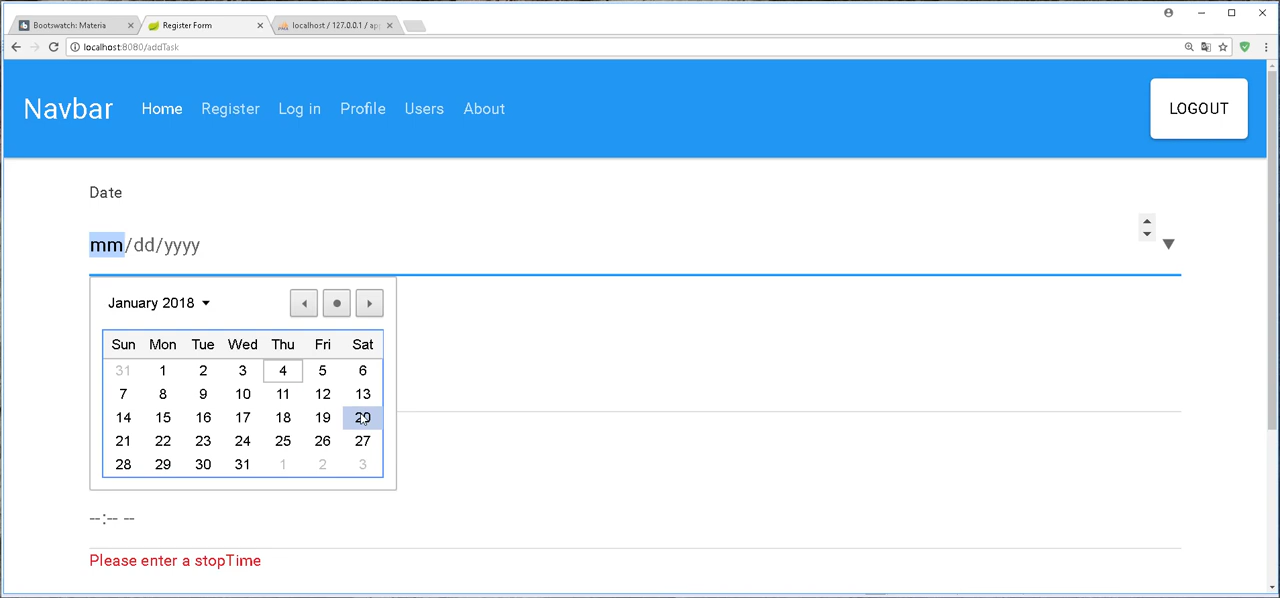 Bootswatch: Materia
Register Form
localhost / 127.0.0.1 / ap
localhost:8080/addTask
Navbar Home Register Log in Profile Users About LOGOUT
Date
mm/dd/yyyy
January 2018
Sun Mon Tue Wed Thu Fri Sat
31 1 2 3 4 5 6
7 8 9 10 11 12 13
14 15 16 17 18 19 20
21 22 23 24 25 26 27
28 29 30 31 1 2 3
--:-- --
Please enter a stopTime